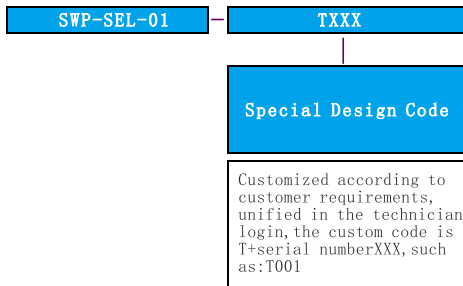 SWP-SEL-01 - TXXX
Special Design Code
Customized according to
customer requirements,
unified in the technician
login,the custom code is
T+serial numberXXX,such
as:T001